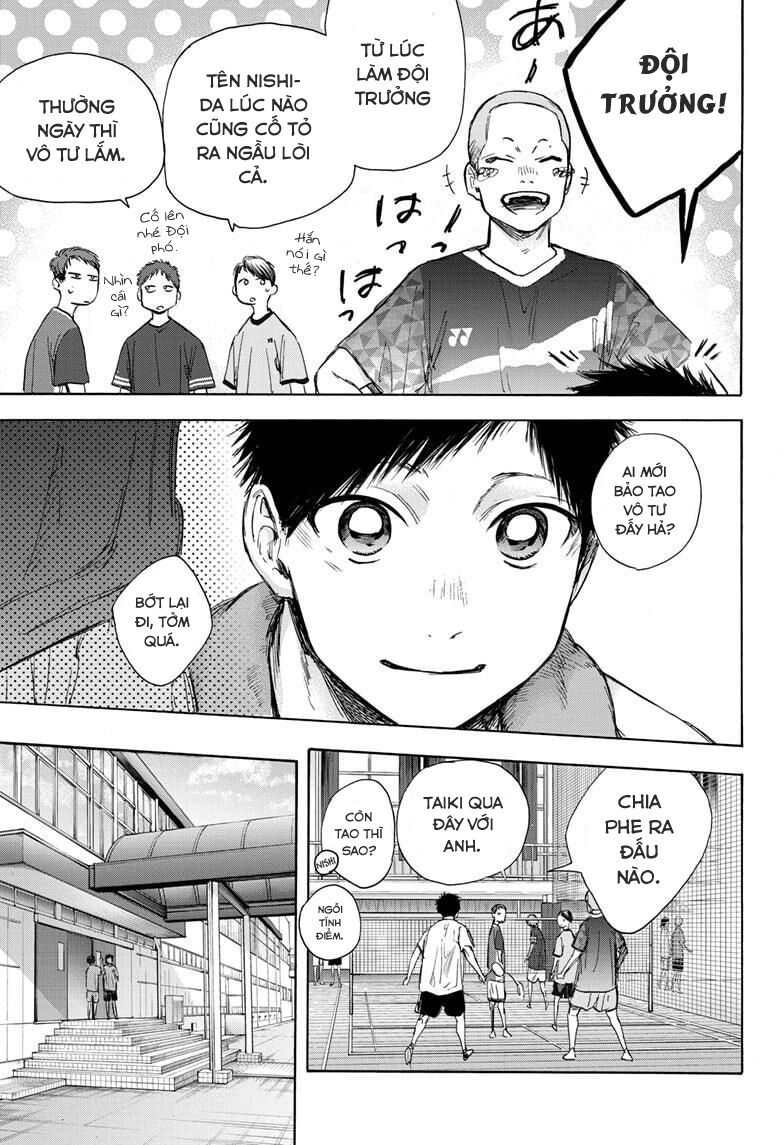 ĐỘI
TRƯỞNG!
あ
はっ
はっ
TỪ LÚC
LÀM ĐỘI
TRƯỞNG
TÊN NISHI-
DA LÚC NÀO
CŨNG CỐ TỎ
RA NGẦU LÒI
CẢ.
THƯỜNG
NGÀY THÌ
VÔ TƯ LẮM.
Hắn
nói gì
thế?
Cố lên
nhé Đội
phó.
Nhìn
cái
gì?
AI MỚI
BẢO TAO
VÔ TƯ
ĐẤY HẢ?
BỚT LẠI
ĐI, TỞM
QUÁ.
CHIA
PHE RA
ĐẤU
NÀO.
TAIKI QUA
ĐÂY VỚI
ANH.
CÒN
TAO THÌ
SAO?
NISHI
NGỒI
TÍNH
ĐIỂM.